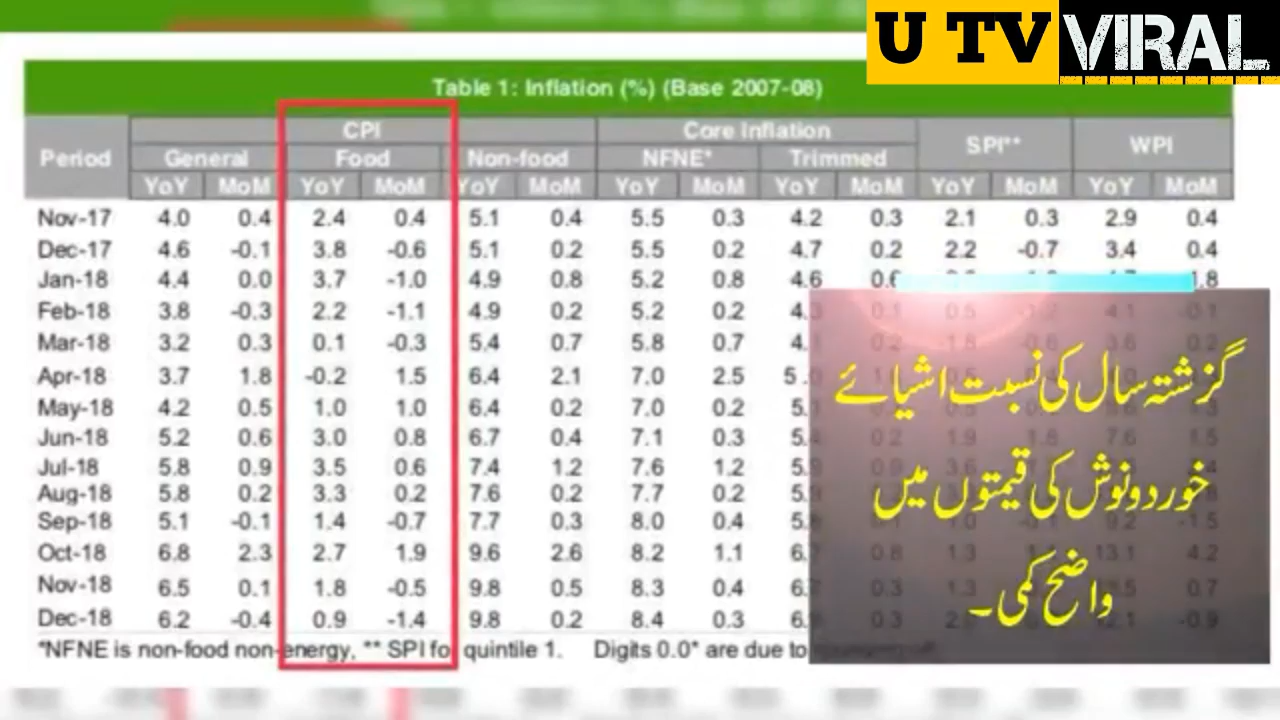 U TV VIRAL
Table 1: Inflation (%) (Base 2007-08)
Period CPI Core Inflation SPI** WPI
General Food Non-food NFNE* Trimmed
YoY MoM YoY MoM YoY MoM YoY MoM YoY MoM YoY MoM YoY MoM
Nov-17 4.0 0.4 2.4 0.4 5.1 0.4 5.5 0.3 4.2 0.3 2.1 0.3 2.9 0.4
Dec-17 4.6 -0.1 3.8 -0.6 5.1 0.2 5.5 0.2 4.7 0.2 2.2 -0.7 3.4 0.4
Jan-18 4.4 0.0 3.7 -1.0 4.9 0.8 5.2 0.8 4.6
Feb-18 3.8 -0.3 2.2 -1.1 4.9 0.2 5.2 0.2
Mar-18 3.2 0.3 0.1 -0.3 5.4 0.7 5.8 0.7
Apr-18 3.7 1.8 -0.2 1.5 6.4 2.1 7.0 2.5
May-18 4.2 0.5 1.0 1.0 6.4 0.2 7.0 0.2
Jun-18 5.2 0.6 3.0 0.8 6.7 0.4 7.1 0.3
Jul-18 5.8 0.9 3.5 0.6 7.4 1.2 7.6 1.2
Aug-18 5.8 0.2 3.3 0.2 7.6 0.2 7.7 0.2
Sep-18 5.1 -0.1 1.4 -0.7 7.7 0.3 8.0 0.4
Oct-18 6.8 2.3 2.7 1.9 9.6 2.6 8.2 1.1
Nov-18 6.5 0.1 1.8 -0.5 9.8 0.5 8.3 0.4
Dec-18 6.2 -0.4 0.9 -1.4 9.8 0.2 8.4 0.3
*NFNE is non-food non-energy, ** SPI for quintile 1. Digits 0.0* are due to
گزشتہ سال کی نسبت اشیائے
خوردونوش کی قیمتوں میں
واضح کمی۔